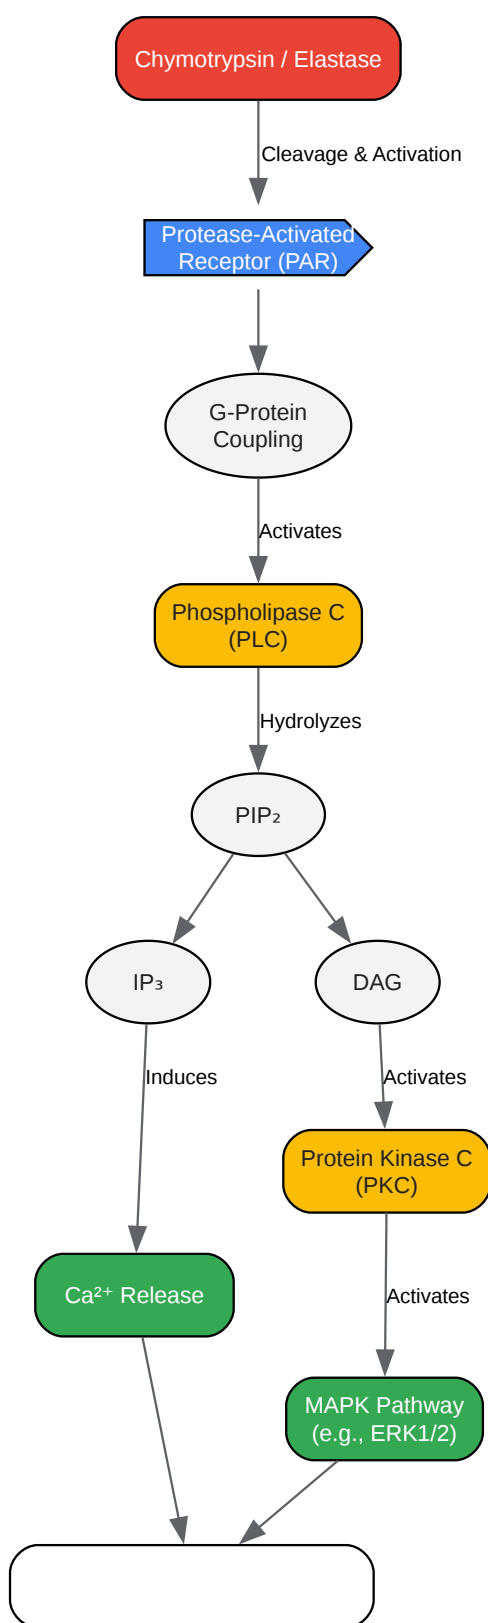 Chymotrypsin / Elastase
Cleavage & Activation
Protease-Activated
Receptor (PAR)
G-Protein
Coupling
Activates
Phospholipase C
(PLC)
Hydrolyzes
PIP₂
IP₃
DAG
Induces
Activates
Protein Kinase C
(PKC)
Ca²⁺ Release
Activates
MAPK Pathway
(e.g., ERK1/2)